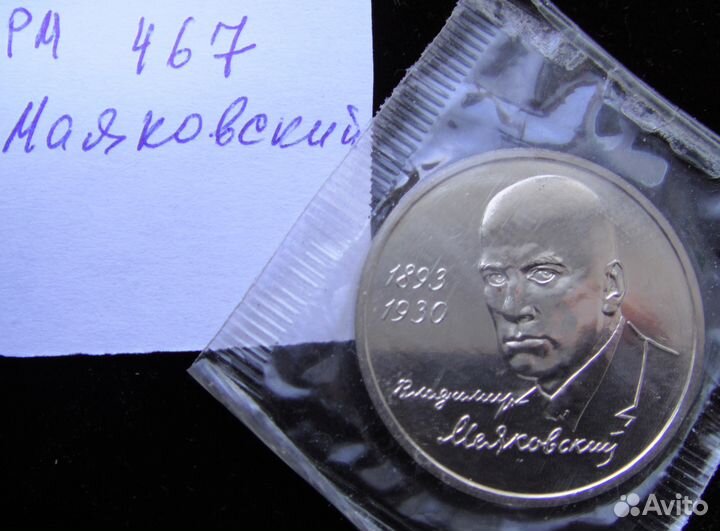 РМ 467
Маяковский
1893
1930
Владимир
Маяковский
Avito